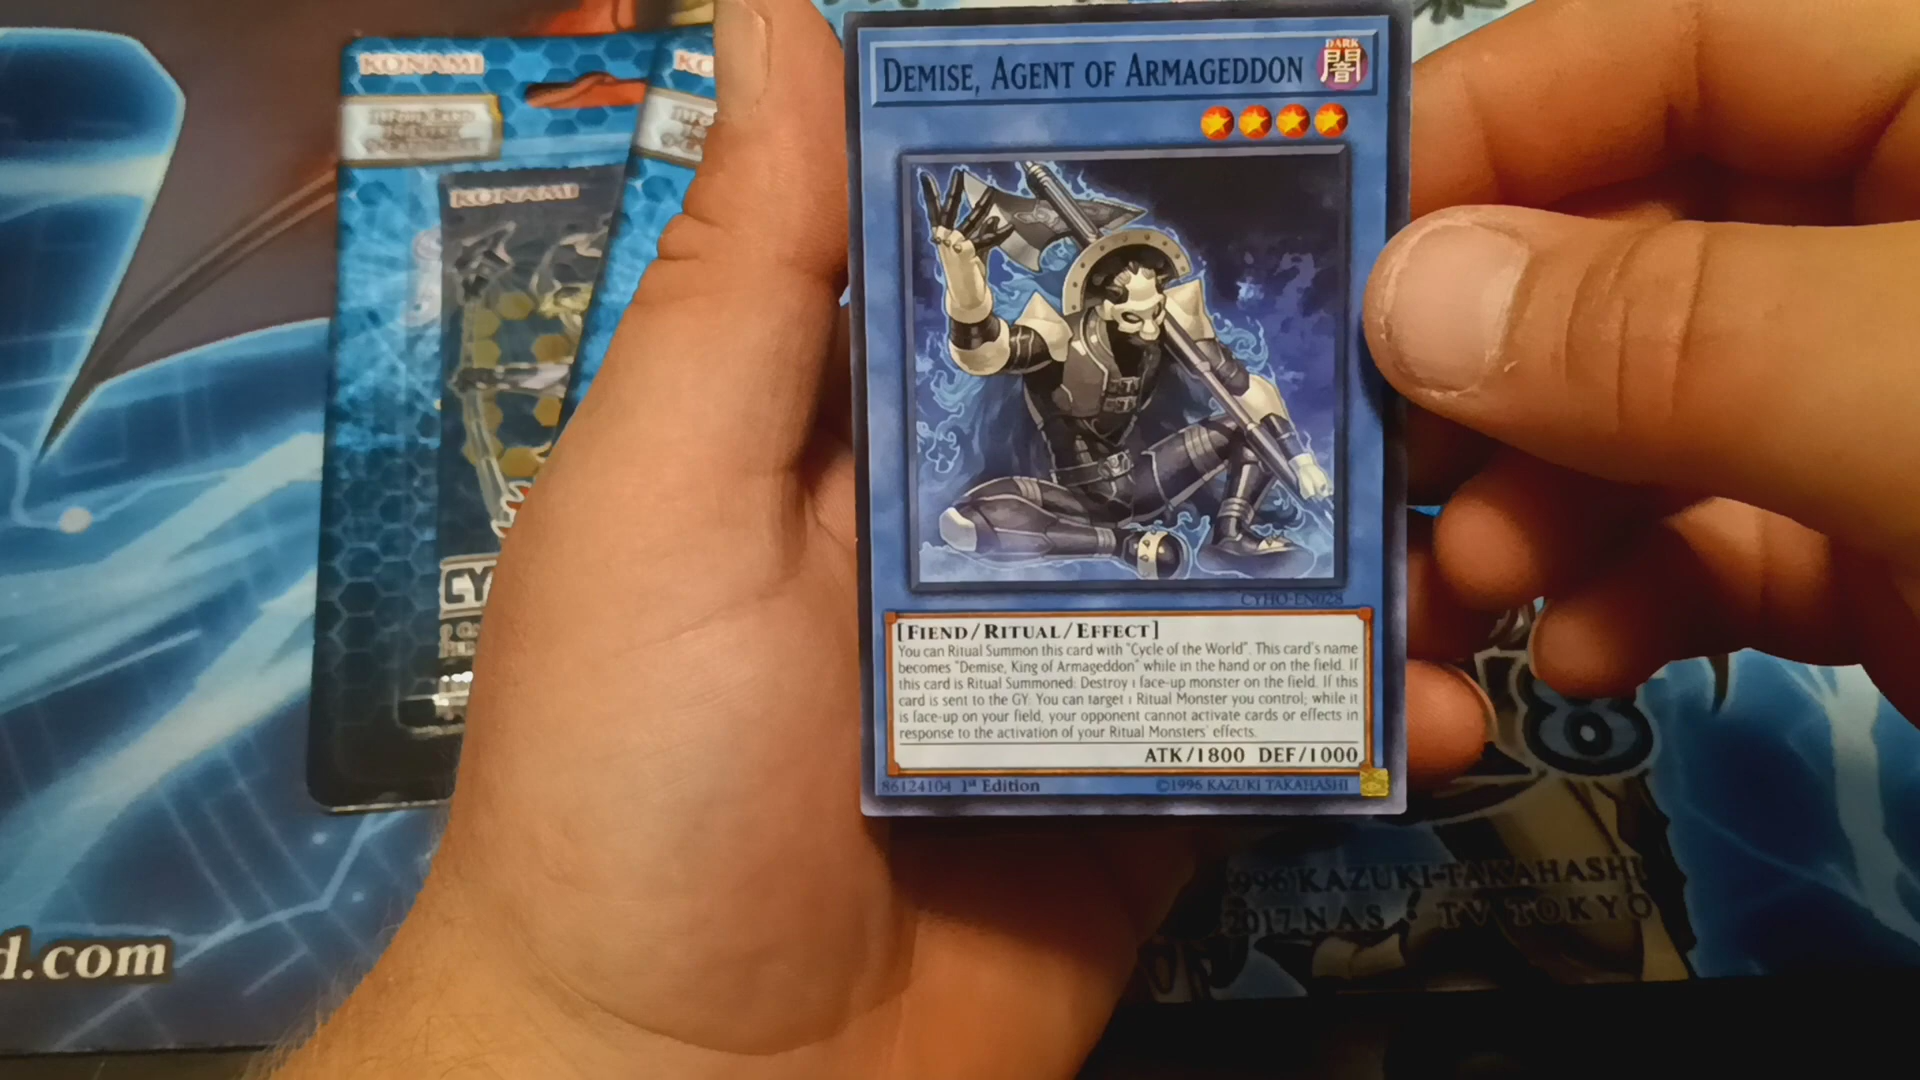 KONAMI
KO
KONAMI
CY
DEMISE, AGENT OF ARMAGEDDON
DARK
闇
CYHO-EN028
[FIEND/RITUAL/EFFECT]
You can Ritual Summon this card with "Cycle of the World". This card's name
becomes "Demise, King of Armageddon" while in the hand or on the field. If
this card is Ritual Summoned: Destroy 1 face-up monster on the field. If this
card is sent to the GY: You can target 1 Ritual Monster you control; while it
is face-up on your field, your opponent cannot activate cards or effects in
response to the activation of your Ritual Monsters' effects.
ATK/1800 DEF/1000
86124104 1st Edition
©1996 KAZUKI TAKAHASHI
1996 KAZUKI TAKAHASHI
2017 NAS • TV TOKYO
d.com